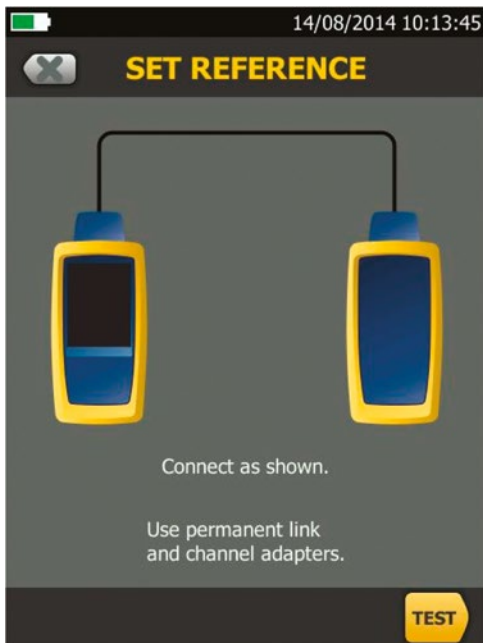 14/08/2014 10:13:45
SET REFERENCE
Connect as shown.
Use permanent link
and channel adapters.
TEST